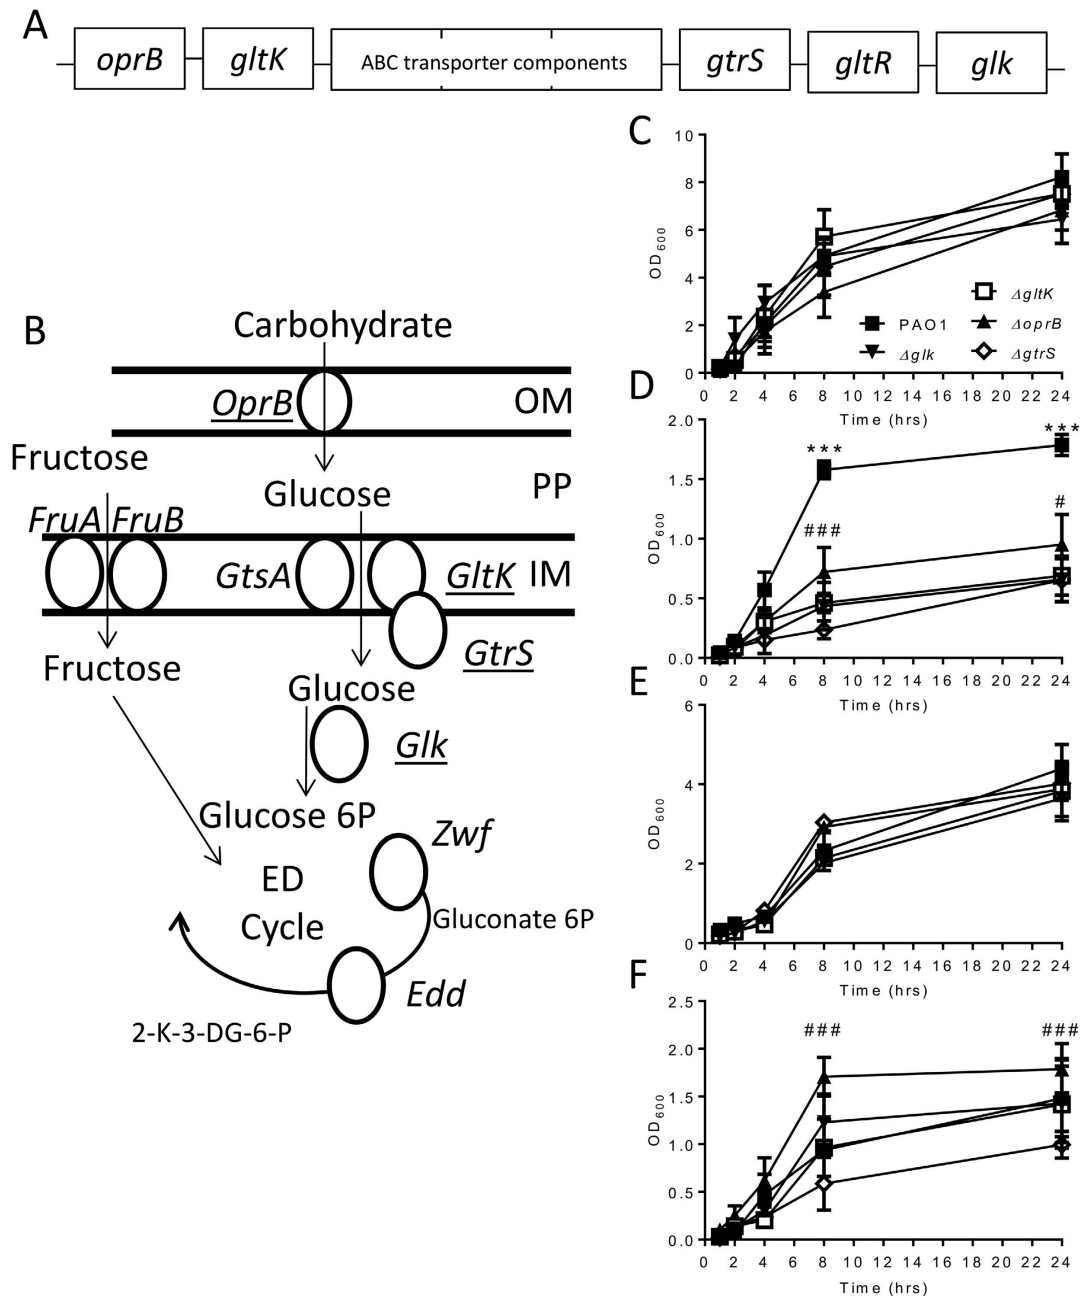 A
oprB gltK ABC transporter components gtrS gltR glk
B
Carbohydrate
OprB OM
Fructose
Glucose PP
FruA FruB
GtsA GltK IM
GtrS
Fructose
Glucose
Glk
Glucose 6P
Zwf
ED
Cycle
Gluconate 6P
Edd
2-K-3-DG-6-P
C
10
8
6
4
2
0
OD600
PAO1
Δglk
ΔgltK
ΔoprB
ΔgtrS
0 2 4 6 8 10 12 14 16 18 20 22 24
Time (hrs)
D
2.0
1.5
1.0
0.5
0.0
OD600
*** ***
### #
0 2 4 6 8 10 12 14 16 18 20 22 24
Time (hrs)
E
6
4
2
0
OD600
0 2 4 6 8 10 12 14 16 18 20 22 24
Time (hrs)
F
2.5
2.0
1.5
1.0
0.5
0.0
OD600
### ###
0 2 4 6 8 10 12 14 16 18 20 22 24
Time (hrs)